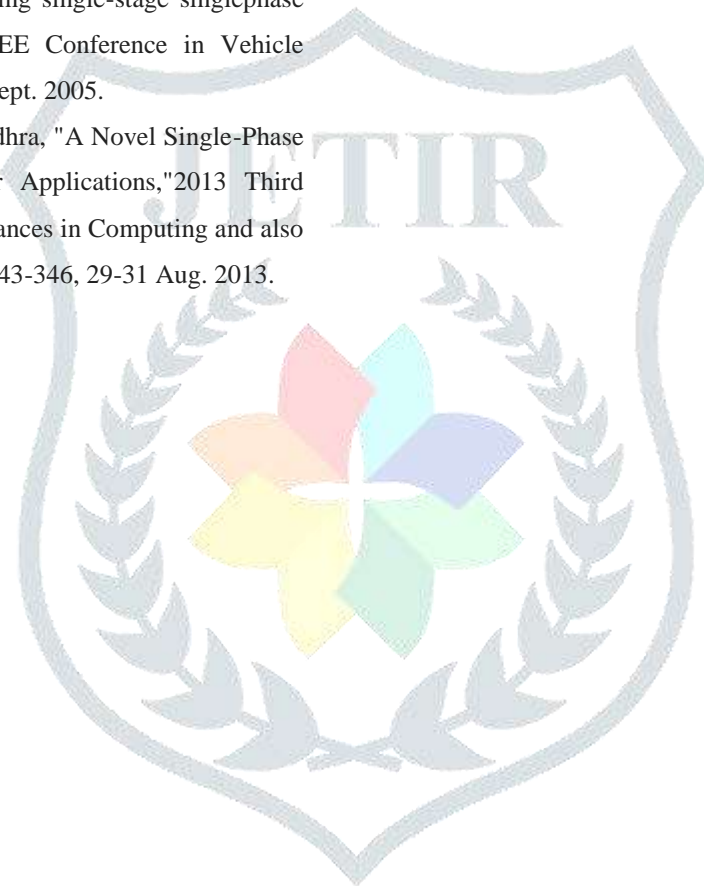 ng single-stage singlephase
EE Conference in Vehicle
ept. 2005.
dhra, "A Novel Single-Phase
Applications,"2013 Third
ances in Computing and also
43-346, 29-31 Aug. 2013.
JETIR